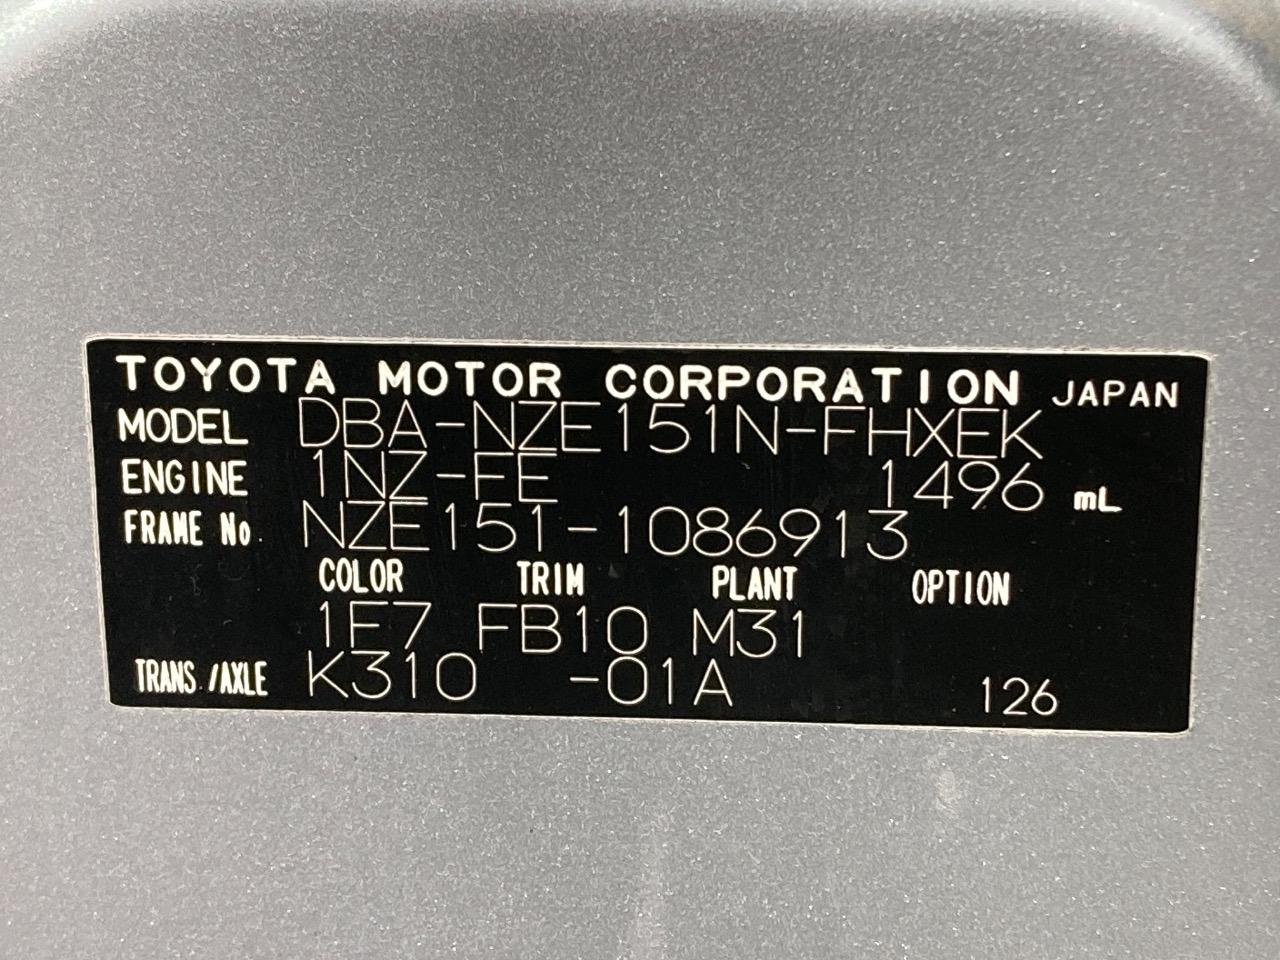 TOYOTA MOTOR CORPORATION JAPAN
MODEL DBA-NZE151N-FHXEK
ENGINE 1NZ-FE 1496 mL
FRAME No. NZE151-1086913
COLOR TRIM PLANT OPTION
1F7 FB10 M31
TRANS./AXLE K310 -01A 126